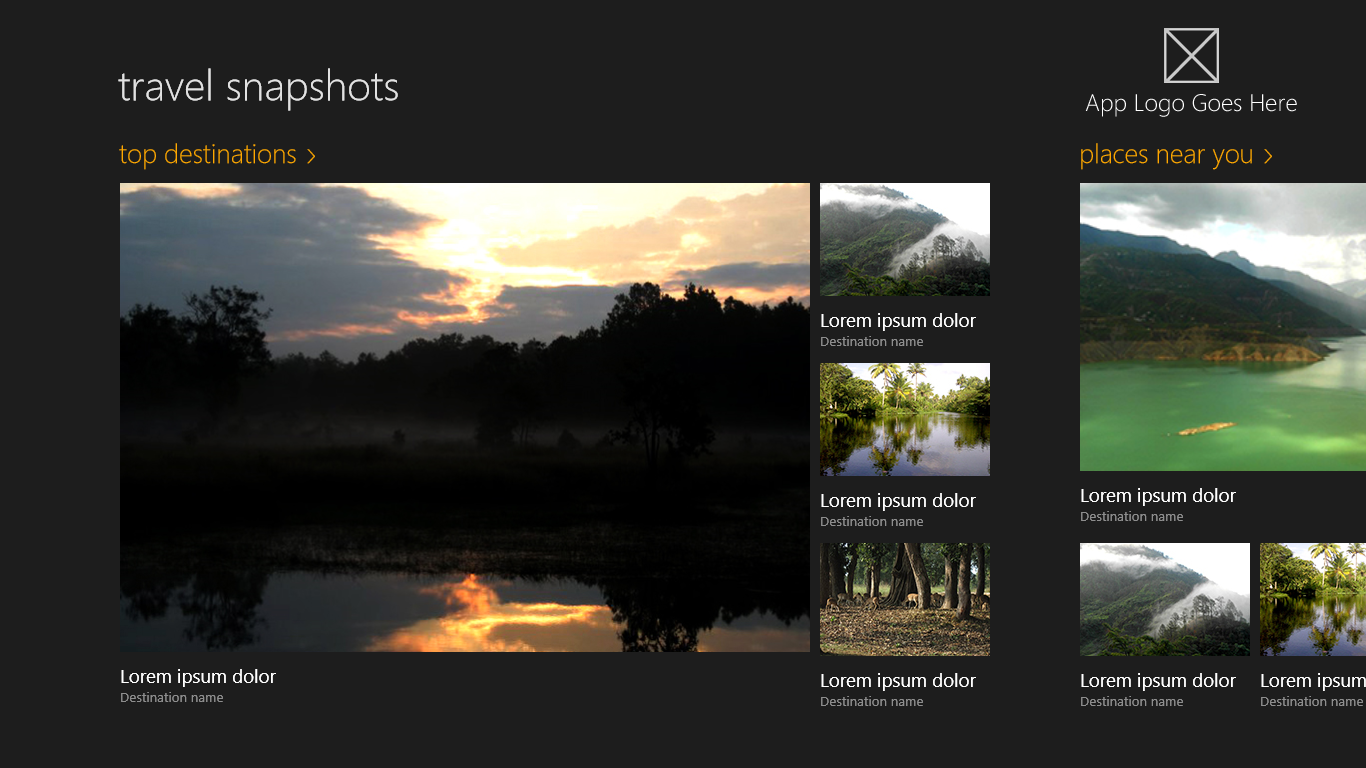 travel snapshots
App Logo Goes Here
top destinations >
Lorem ipsum dolor
Destination name
Lorem ipsum dolor
Destination name
Lorem ipsum dolor
Destination name
Lorem ipsum dolor
Destination name
places near you >
Lorem ipsum dolor
Destination name
Lorem ipsum dolor
Destination name
Lorem ipsum
Destination name